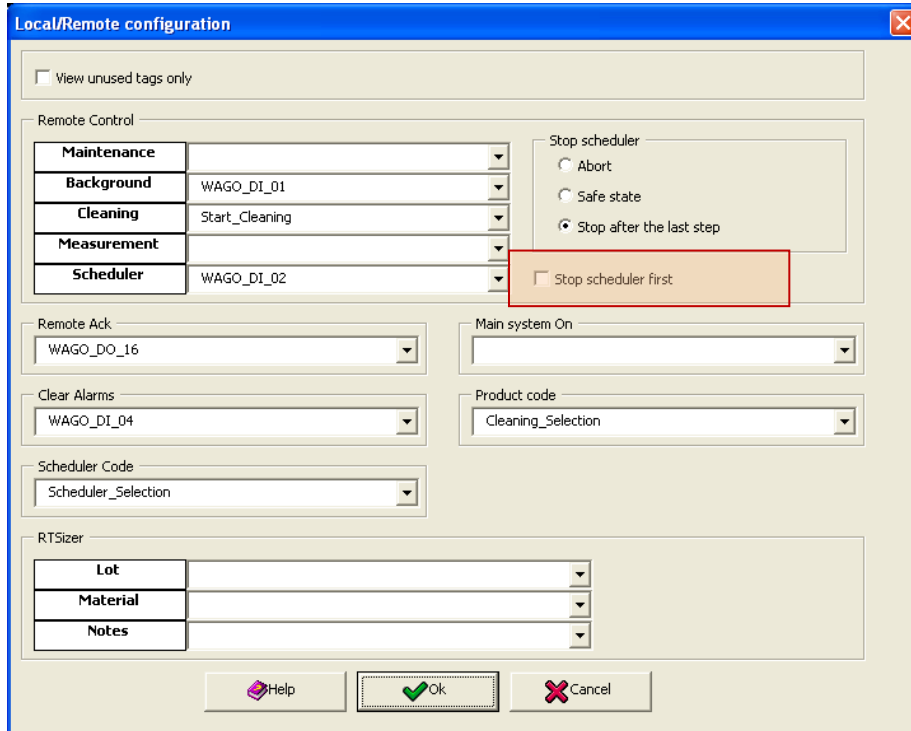 Local/Remote configuration
View unused tags only
Remote Control
Maintenance
Background WAGO_DI_01
Cleaning Start_Cleaning
Measurement
Scheduler WAGO_DI_02
Stop scheduler
Abort
Safe state
Stop after the last step
Stop scheduler first
Remote Ack
WAGO_DO_16
Main system On
Clear Alarms
WAGO_DI_04
Product code
Cleaning_Selection
Scheduler Code
Scheduler_Selection
RTSizer
Lot
Material
Notes
Help Ok Cancel